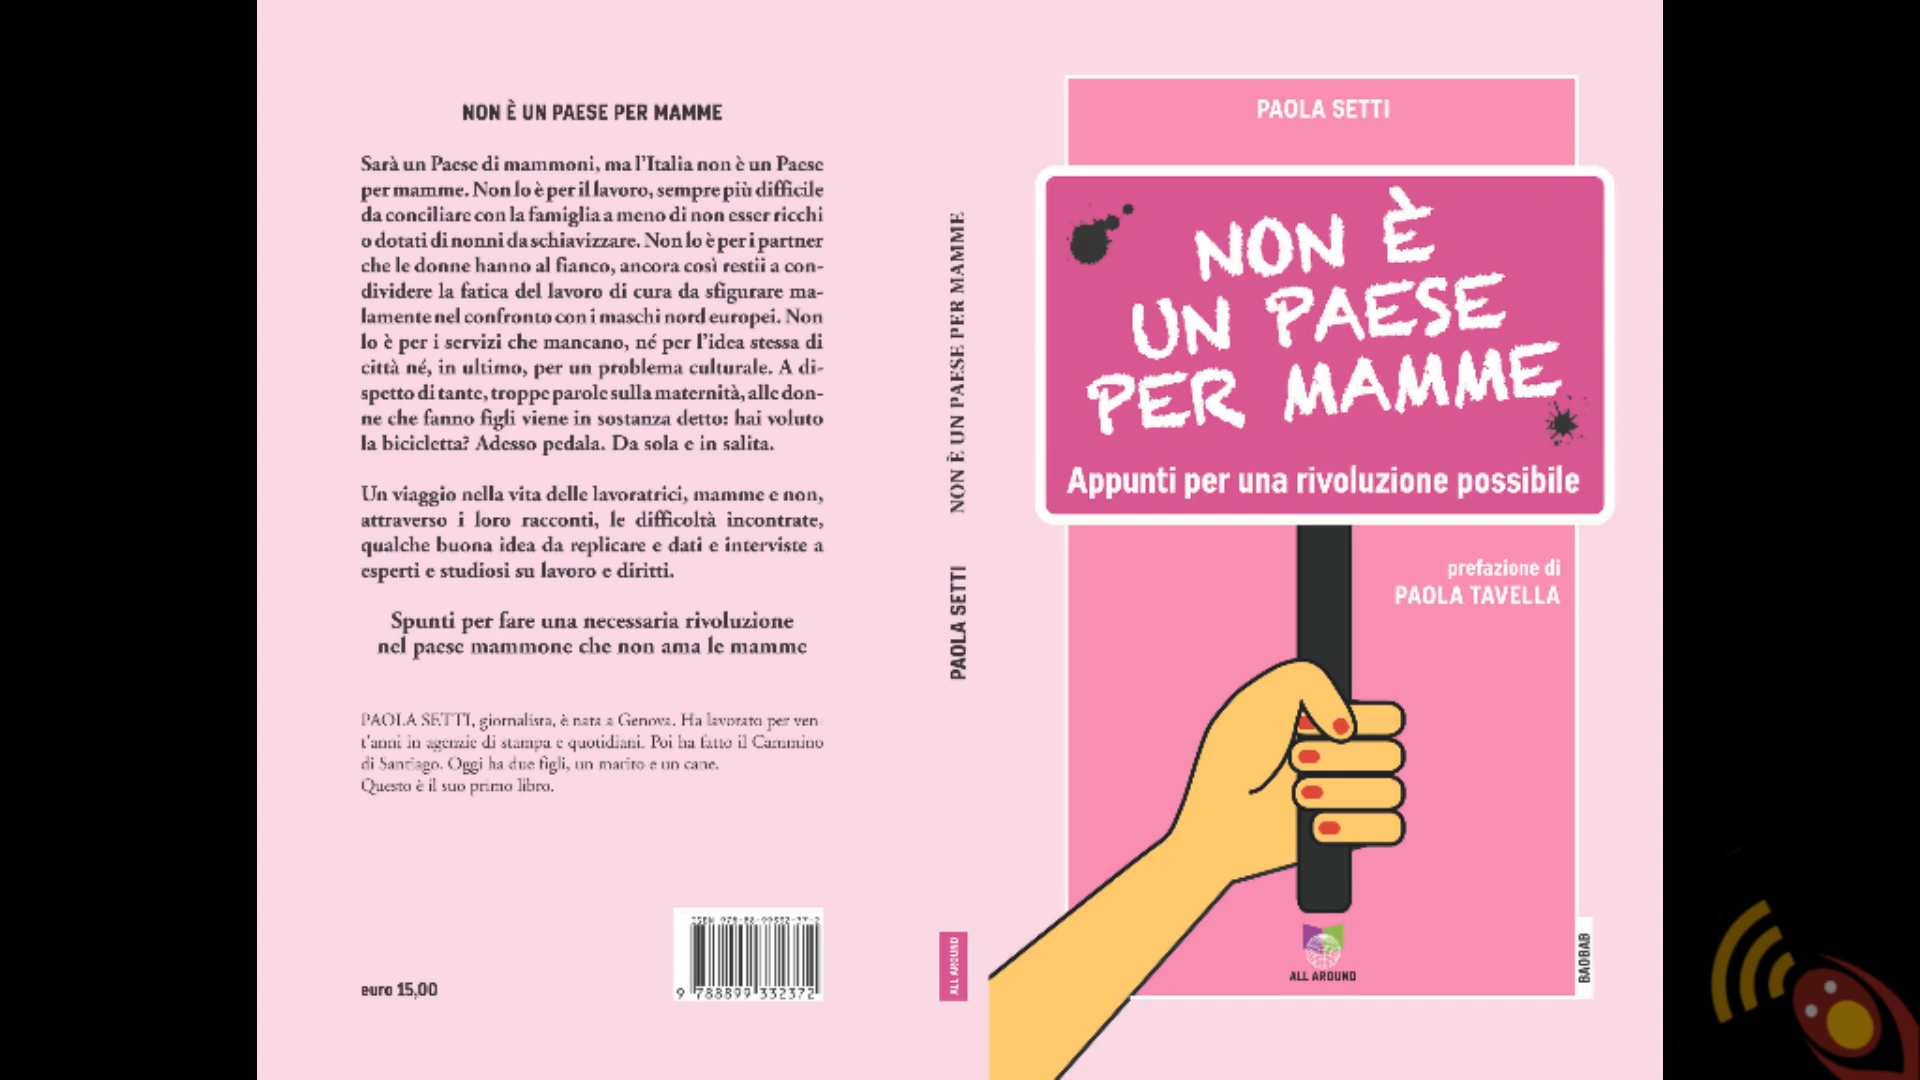 NON È UN PAESE PER MAMME
Sarà un Paese di mammoni, ma l'Italia non è un Paese
per mamme. Non lo è per il lavoro, sempre più difficile
da conciliare con la famiglia a meno di non esser ricchi
o dotati di nonni da schiavizzare. Non lo è per i partner
che le donne hanno al fianco, ancora così restii a con-
dividere la fatica del lavoro di cura da sfigurare ma-
lamente nel confronto con i maschi nord europei. Non
lo è per i servizi che mancano, né per l'idea stessa di
città né, in ultimo, per un problema culturale. A di-
spetto di tante, troppe parole sulla maternità, alle don-
ne che fanno figli viene in sostanza detto: hai voluto
la bicicletta? Adesso pedala. Da sola e in salita.
Un viaggio nella vita delle lavoratrici, mamme e non,
attraverso i loro racconti, le difficoltà incontrate,
qualche buona idea da replicare e dati e interviste a
esperti e studiosi su lavoro e diritti.
Spunti per fare una necessaria rivoluzione
nel paese mammone che non ama le mamme
PAOLA SETTI, giornalista, è nata a Genova. Ha lavorato per ven-
t'anni in agenzie di stampa e quotidiani. Poi ha fatto il Cammino
di Santiago. Oggi ha due figli, un marito e un cane.
Questo è il suo primo libro.
euro 15,00
ISBN 978-88-99332-37-2
9 788899 332372
PAOLA SETTI NON È UN PAESE PER MAMME
ALL AROUND
PAOLA SETTI
NON È
UN PAESE
PER MAMME
Appunti per una rivoluzione possibile
prefazione di
PAOLA TAVELLA
ALL AROUND
BAOBAB